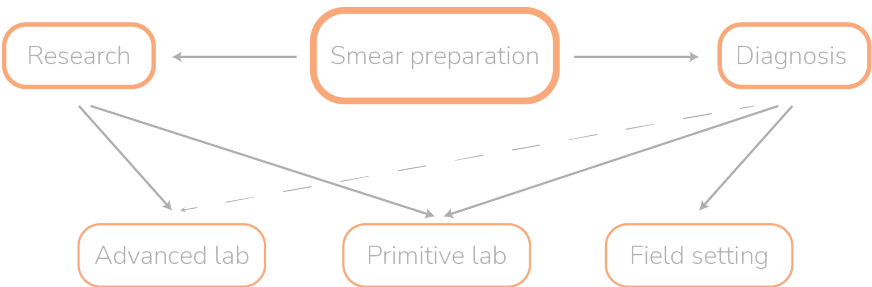 Research
Smear preparation
Diagnosis
Advanced lab
Primitive lab
Field setting